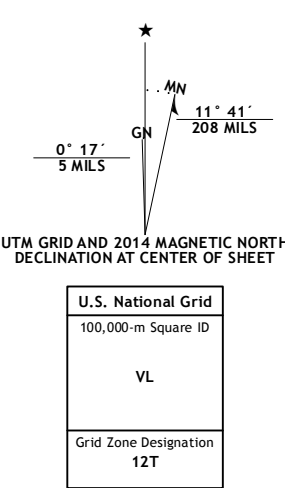 ★
MN
11° 41´
208 MILS
GN
0° 17´
5 MILS
UTM GRID AND 2014 MAGNETIC NORTH
DECLINATION AT CENTER OF SHEET
U.S. National Grid
100,000-m Square ID
VL
Grid Zone Designation
12T